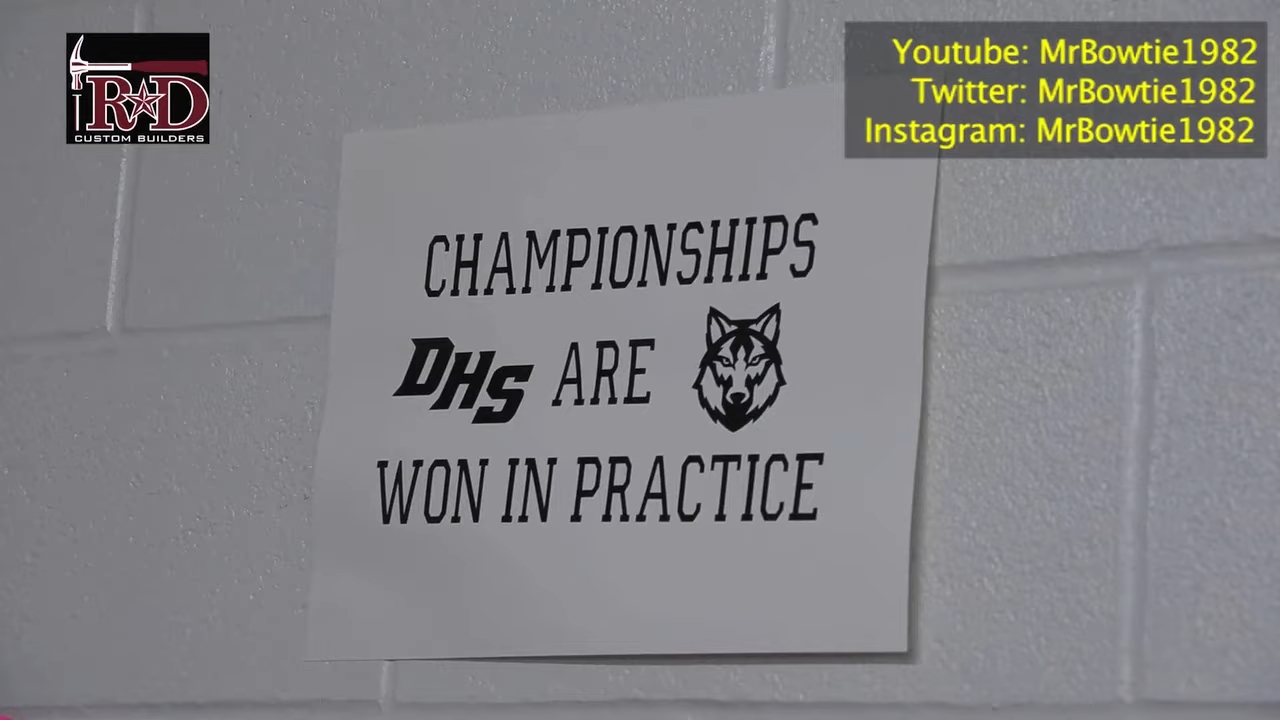 R D
CUSTOM BUILDERS
Youtube: MrBowtie1982
Twitter: MrBowtie1982
Instagram: MrBowtie1982
CHAMPIONSHIPS
DHS ARE
WON IN PRACTICE